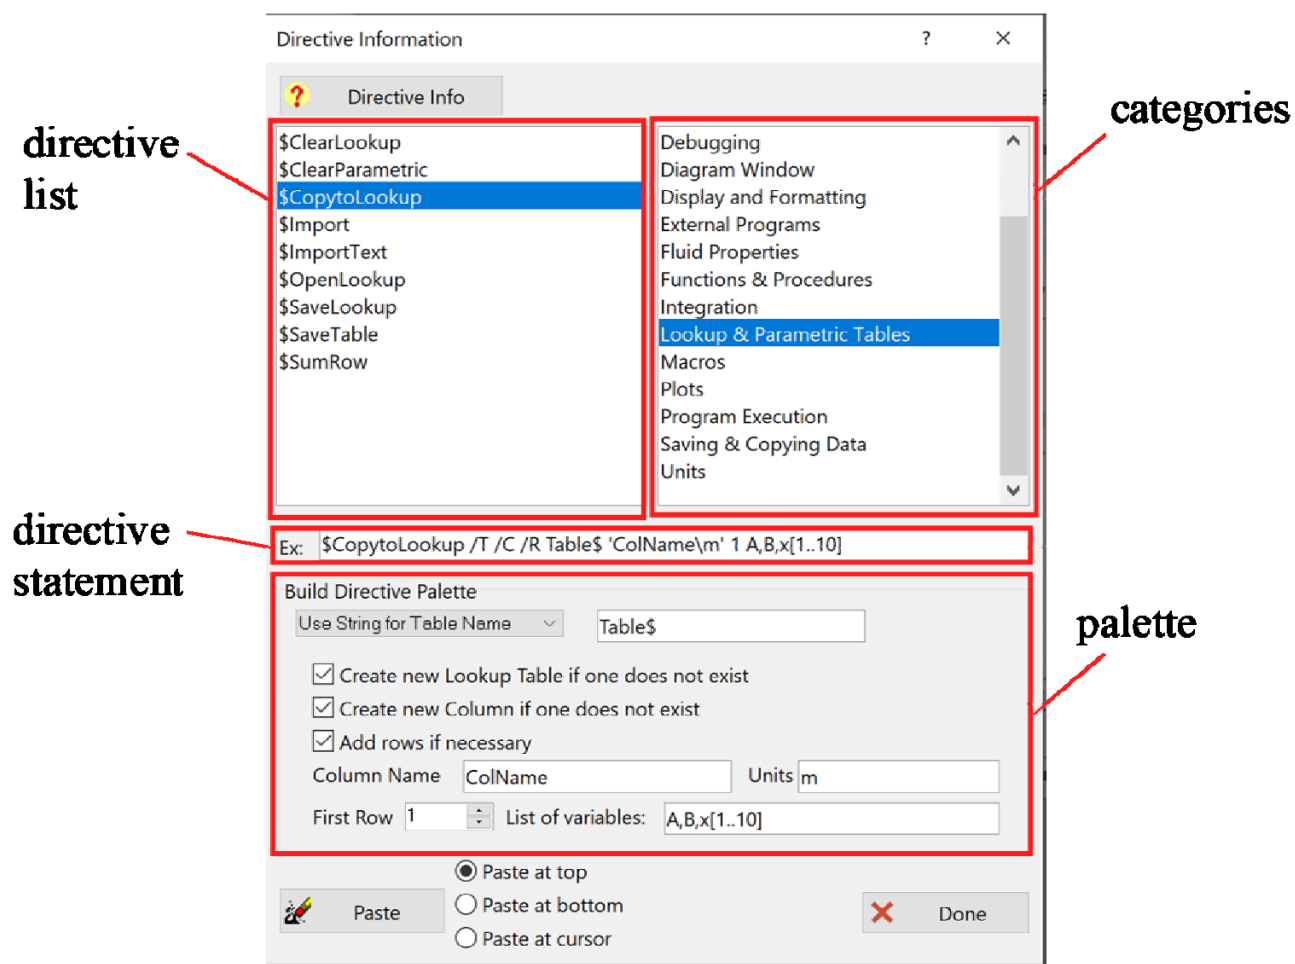 Directive Information
?
Directive Info
categories
directive
list
$ClearLookup
$ClearParametric
$CopytoLookup
$Import
$ImportText
$OpenLookup
$SaveLookup
$SaveTable
$SumRow
Debugging
Diagram Window
Display and Formatting
External Programs
Fluid Properties
Functions & Procedures
Integration
Lookup & Parametric Tables
Macros
Plots
Program Execution
Saving & Copying Data
Units
directive
statement
Ex: $CopytoLookup /T /C /R Table$ 'ColName\m' 1 A,B,x[1..10]
Build Directive Palette
Use String for Table Name Table$
palette
Create new Lookup Table if one does not exist
Create new Column if one does not exist
Add rows if necessary
Column Name ColName Units m
First Row 1 List of variables: A,B,x[1..10]
Paste at top
Paste at bottom
Paste at cursor
Paste
Done